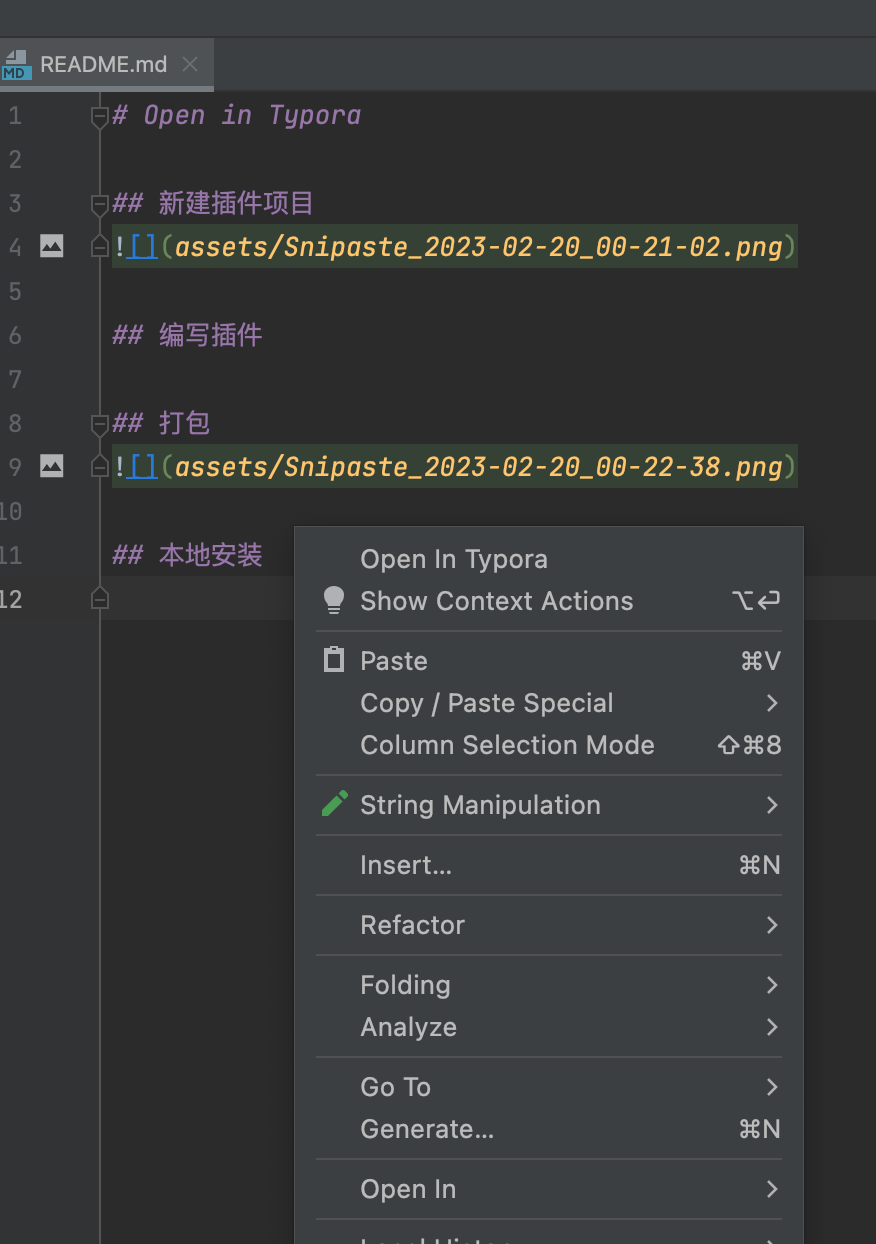 MD README.md
1 # Open in Typora
2
3 ## 新建插件项目
4 ![](assets/Snipaste_2023-02-20_00-21-02.png)
5
6 ## 编写插件
7
8 ## 打包
9 ![](assets/Snipaste_2023-02-20_00-22-38.png)
10
11 ## 本地安装
12
Open In Typora
Show Context Actions ⌥⏎
Paste ⌘V
Copy / Paste Special
Column Selection Mode ⇧⌘8
String Manipulation
Insert... ⌘N
Refactor
Folding
Analyze
Go To
Generate... ⌘N
Open In